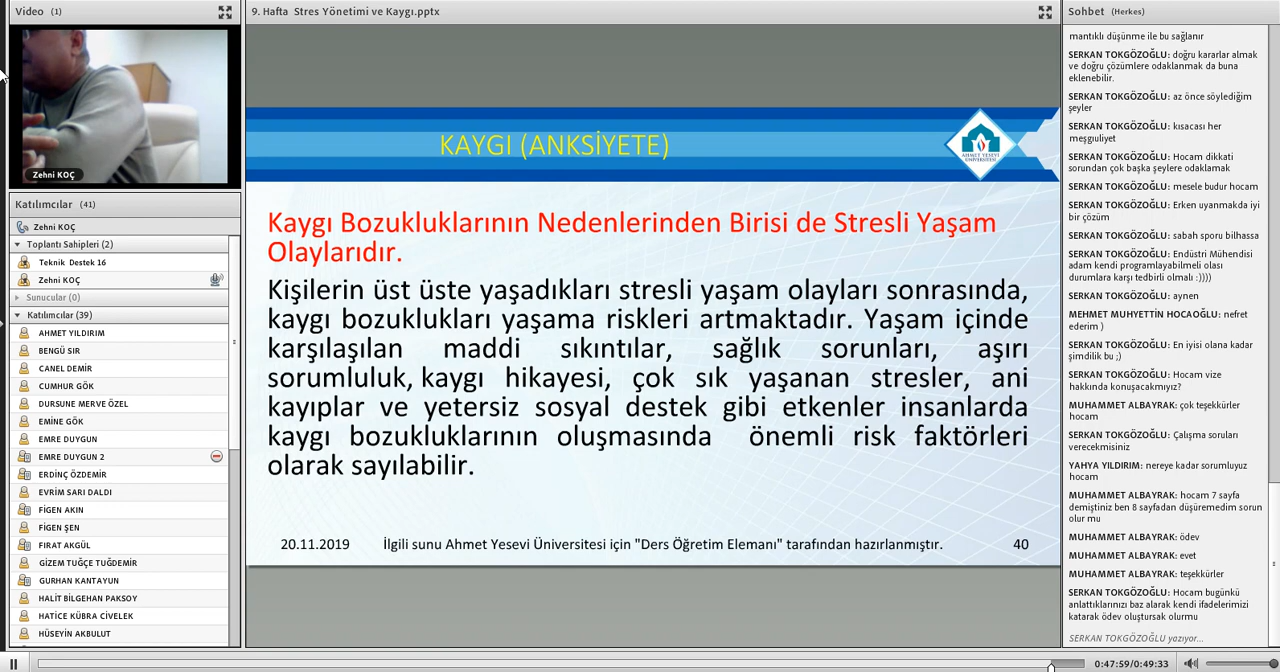 Video (1)
Zehni KOÇ
Katılımcılar (41)
Zehni KOÇ
Toplantı Sahipleri (2)
Teknik Destek 16
Zehni KOÇ
Sunucular (0)
Katılımcılar (39)
AHMET YILDIRIM
BENGÜ SIR
CANEL DEMİR
CUMHUR GÖK
DURSUNE MERVE ÖZEL
EMİNE GÖK
EMRE DUYGUN
EMRE DUYGUN 2
ERDİNÇ ÖZDEMİR
EVRİM SARI DALDI
FİGEN AKIN
FİGEN ŞEN
FIRAT AKGÜL
GİZEM TUĞÇE TUĞDEMİR
GURHAN KANTAYUN
HALİT BİLGEHAN PAKSOY
HATİCE KÜBRA CİVELEK
HÜSEYİN AKBULUT
9. Hafta Stres Yönetimi ve Kaygı.pptx
KAYGI (ANKSİYETE)
AHMET YESEVİ
ÜNİVERSİTESİ
Kaygı Bozukluklarının Nedenlerinden Birisi de Stresli Yaşam
Olaylarıdır.
Kişilerin üst üste yaşadıkları stresli yaşam olayları sonrasında,
kaygı bozuklukları yaşama riskleri artmaktadır. Yaşam içinde
karşılaşılan maddi sıkıntılar, sağlık sorunları, aşırı
sorumluluk, kaygı hikayesi, çok sık yaşanan stresler, ani
kayıplar ve yetersiz sosyal destek gibi etkenler insanlarda
kaygı bozukluklarının oluşmasında önemli risk faktörleri
olarak sayılabilir.
20.11.2019 İlgili sunu Ahmet Yesevi Üniversitesi için "Ders Öğretim Elemanı" tarafından hazırlanmıştır. 40
Sohbet (Herkes)
mantıklı düşünme ile bu sağlanır
SERKAN TOKGÖZOĞLU: doğru kararlar almak
ve doğru çözümlere odaklanmak da buna
eklenebilir.
SERKAN TOKGÖZOĞLU: az önce söylediğim
şeyler
SERKAN TOKGÖZOĞLU: kısacası her
meşguliyet
SERKAN TOKGÖZOĞLU: Hocam dikkati
sorundan çok başka şeylere odaklamak
SERKAN TOKGÖZOĞLU: mesele budur hocam
SERKAN TOKGÖZOĞLU: Erken uyanmakda iyi
bir çözüm
SERKAN TOKGÖZOĞLU: sabah sporu bilhassa
SERKAN TOKGÖZOĞLU: Endüstri Mühendisi
adam kendi programlayabilmeli olası
durumlara karşı tedbirli olmalı :))))
SERKAN TOKGÖZOĞLU: aynen
MEHMET MUHYETTİN HOCAOĞLU: nefret
ederim )
SERKAN TOKGÖZOĞLU: En iyisi olana kadar
şimdilik bu ;)
SERKAN TOKGÖZOĞLU: Hocam vize
hakkında konuşacakmıyız?
MUHAMMET ALBAYRAK: çok teşekkürler
hocam
SERKAN TOKGÖZOĞLU: Çalışma soruları
verecekmisiniz
YAHYA YILDIRIM: nereye kadar sorumluyuz
hocam
MUHAMMET ALBAYRAK: hocam 7 sayfa
demiştiniz ben 8 sayfadan düşüremedim sorun
olur mu
MUHAMMET ALBAYRAK: ödev
MUHAMMET ALBAYRAK: evet
MUHAMMET ALBAYRAK: teşekkürler
SERKAN TOKGÖZOĞLU: Hocam bugünkü
anlattıklarınızı baz alarak kendi ifadelerimizi
katarak ödev oluştursak olurmu
SERKAN TOKGÖZOĞLU yazıyor...
0:47:59/0:49:33